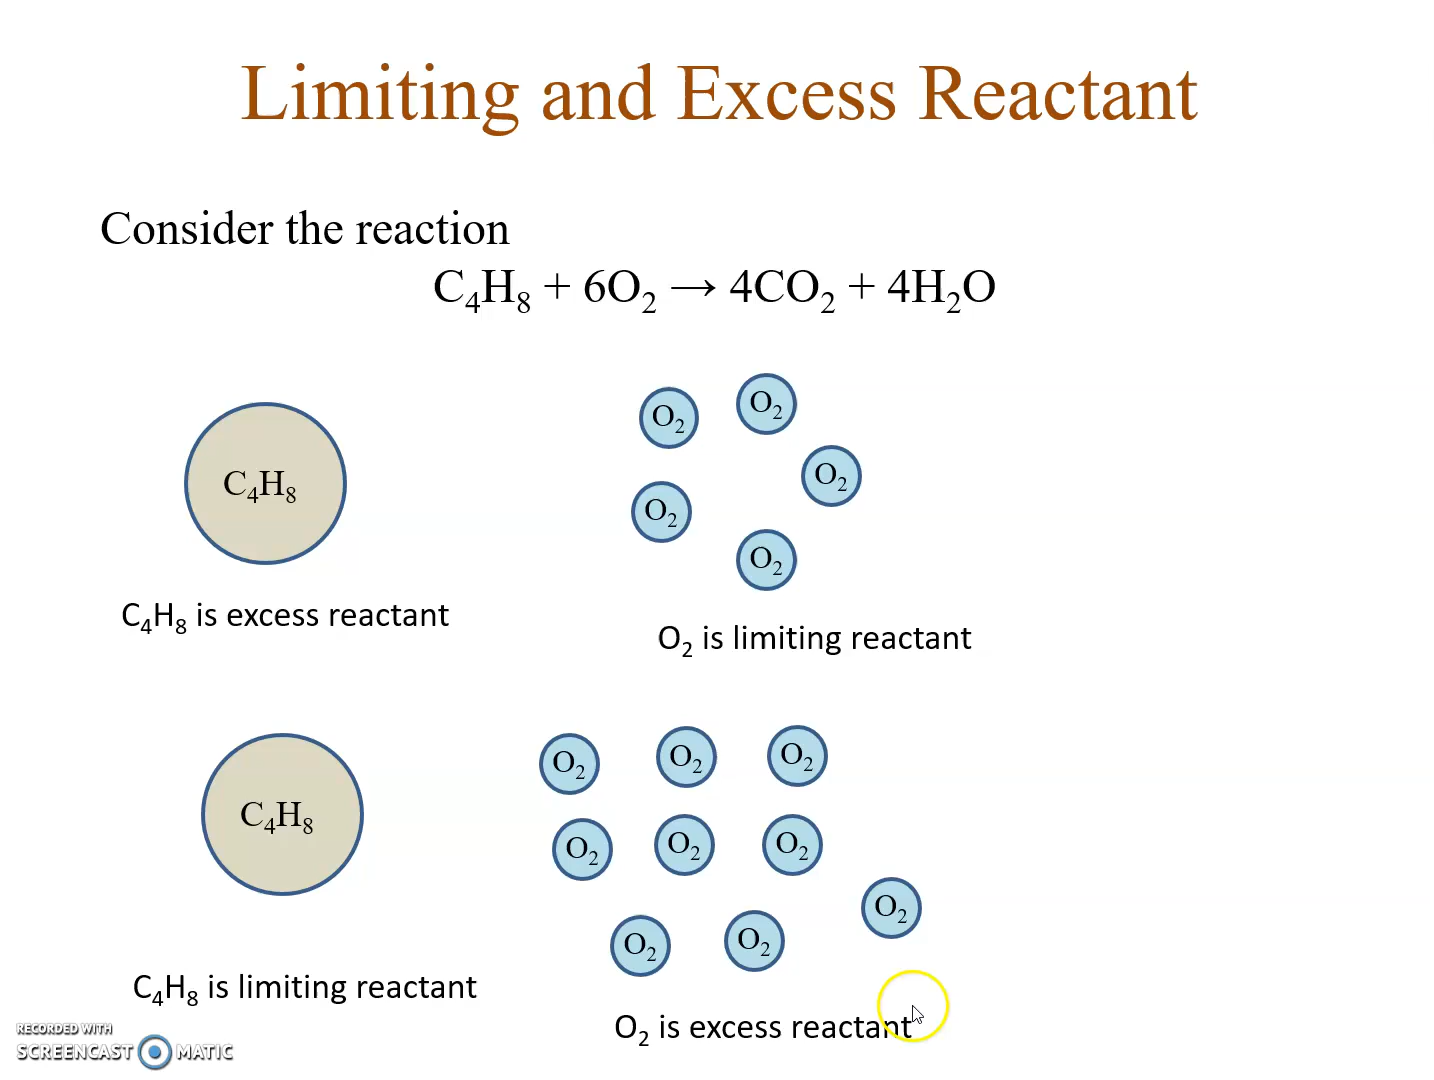 Limiting and Excess Reactant
Consider the reaction
C₄H₈ + 6O₂ → 4CO₂ + 4H₂O
O₂ O₂
C₄H₈ O₂
O₂
O₂
C₄H₈ is excess reactant
O₂ is limiting reactant
O₂ O₂ O₂
C₄H₈ O₂ O₂ O₂
O₂
O₂ O₂
C₄H₈ is limiting reactant
O₂ is excess reactant
RECORDED WITH
SCREENCAST MATIC